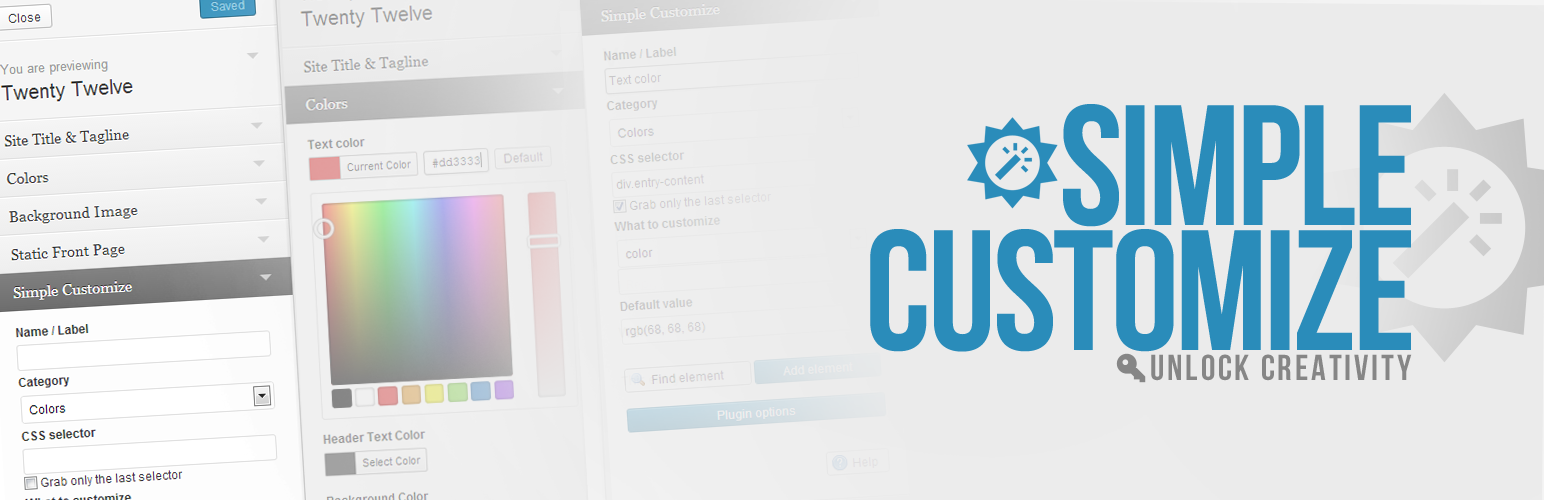 Close
Saved
You are previewing
Twenty Twelve
Site Title & Tagline
Colors
Background Image
Static Front Page
Simple Customize
Name / Label
Category
Colors
CSS selector
Grab only the last selector
What to customize
Twenty Twelve
Site Title & Tagline
Colors
Text color
Current Color
#dd3333
Default
Header Text Color
Select Color
Background Color
Simple Customize
Name / Label
Text color
Category
Colors
CSS selector
div.entry-content
Grab only the last selector
What to customize
color
Default value
rgb(68, 68, 68)
Find element
Add element
Plugin options
Help
SIMPLE
CUSTOMIZE
UNLOCK CREATIVITY